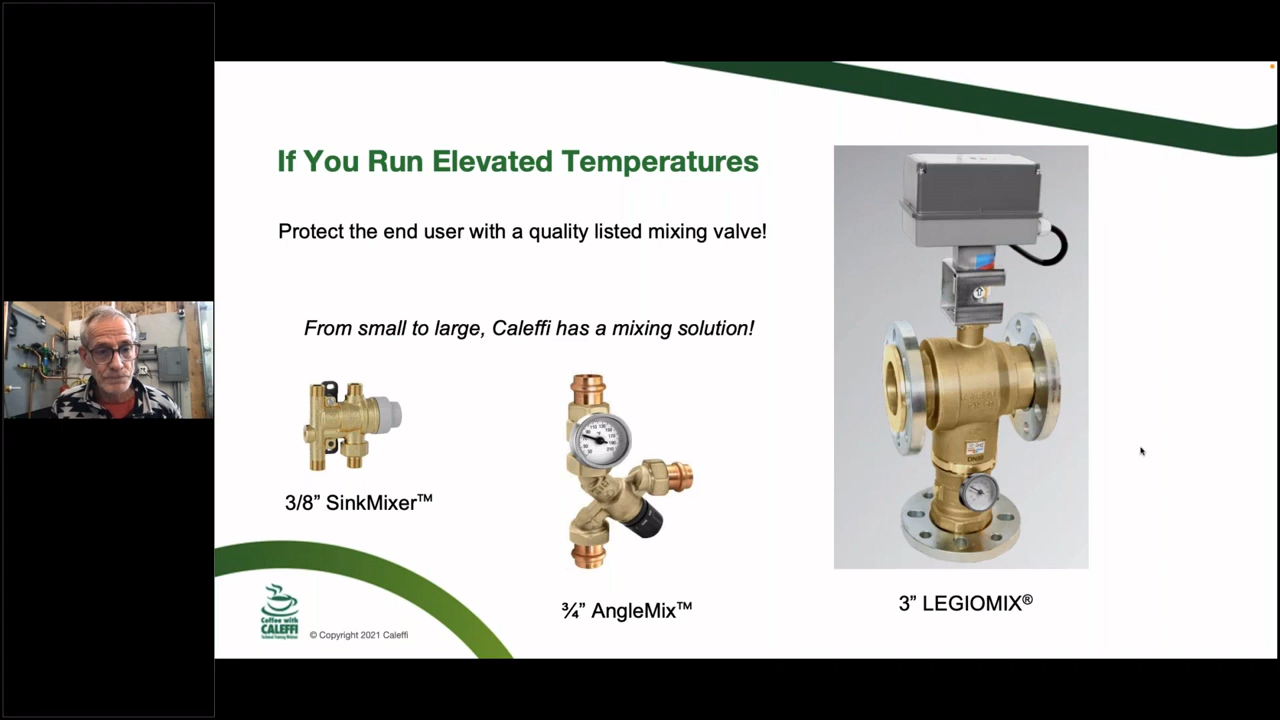 If You Run Elevated Temperatures
Protect the end user with a quality listed mixing valve!
From small to large, Caleffi has a mixing solution!
3/8” SinkMixer™
¾” AngleMix™
3” LEGIOMIX®
Coffee with
CALEFFI
© Copyright 2021 Caleffi